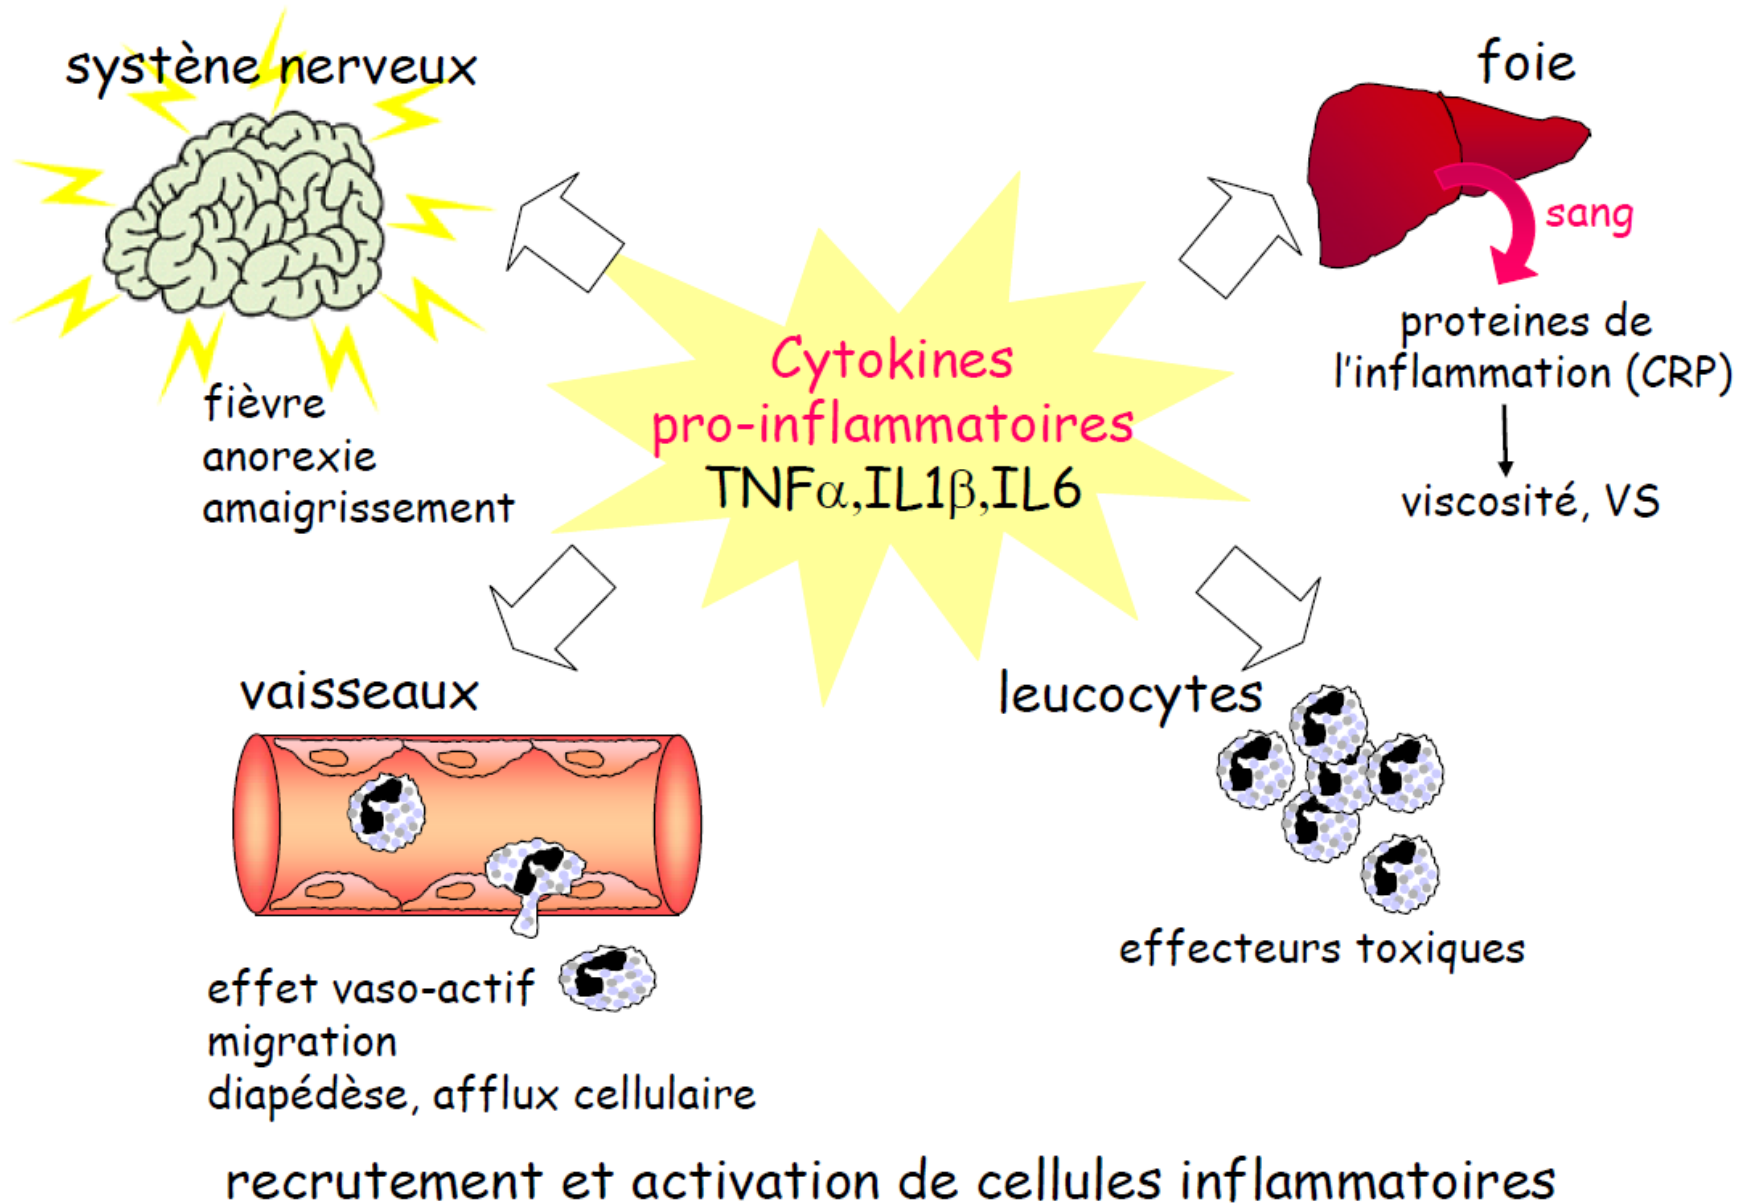 systène nerveux
fièvre
anorexie
amaigrissement
foie
sang
proteines de
l'inflammation (CRP)
viscosité, VS
Cytokines
pro-inflammatoires
TNFα,IL1β,IL6
vaisseaux
effet vaso-actif
migration
diapédèse, afflux cellulaire
leucocytes
effecteurs toxiques
recrutement et activation de cellules inflammatoires